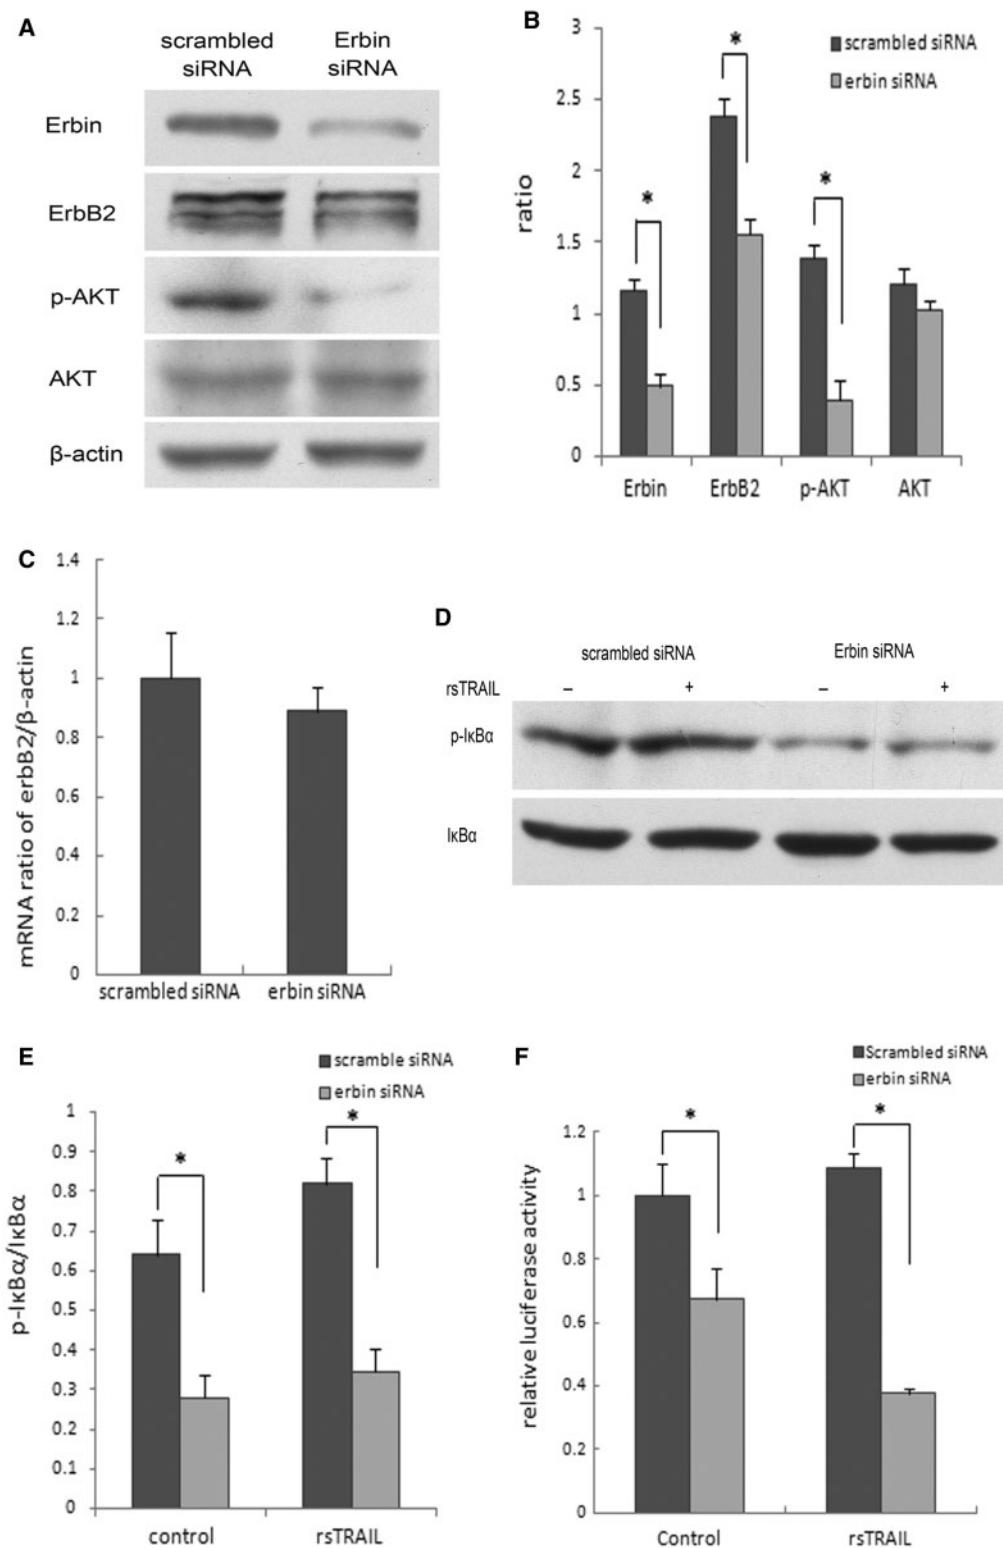 A
scrambled siRNA
Erbin siRNA
Erbin
ErbB2
p-AKT
AKT
β-actin
B
scrambled siRNA
erbin siRNA
*
*
*
ratio
3
2.5
2
1.5
1
0.5
0
Erbin
ErbB2
p-AKT
AKT
C
mRNA ratio of erbB2/β-actin
1.4
1.2
1
0.8
0.6
0.4
0.2
0
scrambled siRNA
erbin siRNA
D
scrambled siRNA
Erbin siRNA
rsTRAIL
–
+
–
+
p-IκBα
IκBα
E
scramble siRNA
erbin siRNA
*
*
p-IκBα/IκBα
1
0.9
0.8
0.7
0.6
0.5
0.4
0.3
0.2
0.1
0
control
rsTRAIL
F
Scrambled siRNA
erbin siRNA
*
*
relative luciferase activity
1.2
1
0.8
0.6
0.4
0.2
0
Control
rsTRAIL